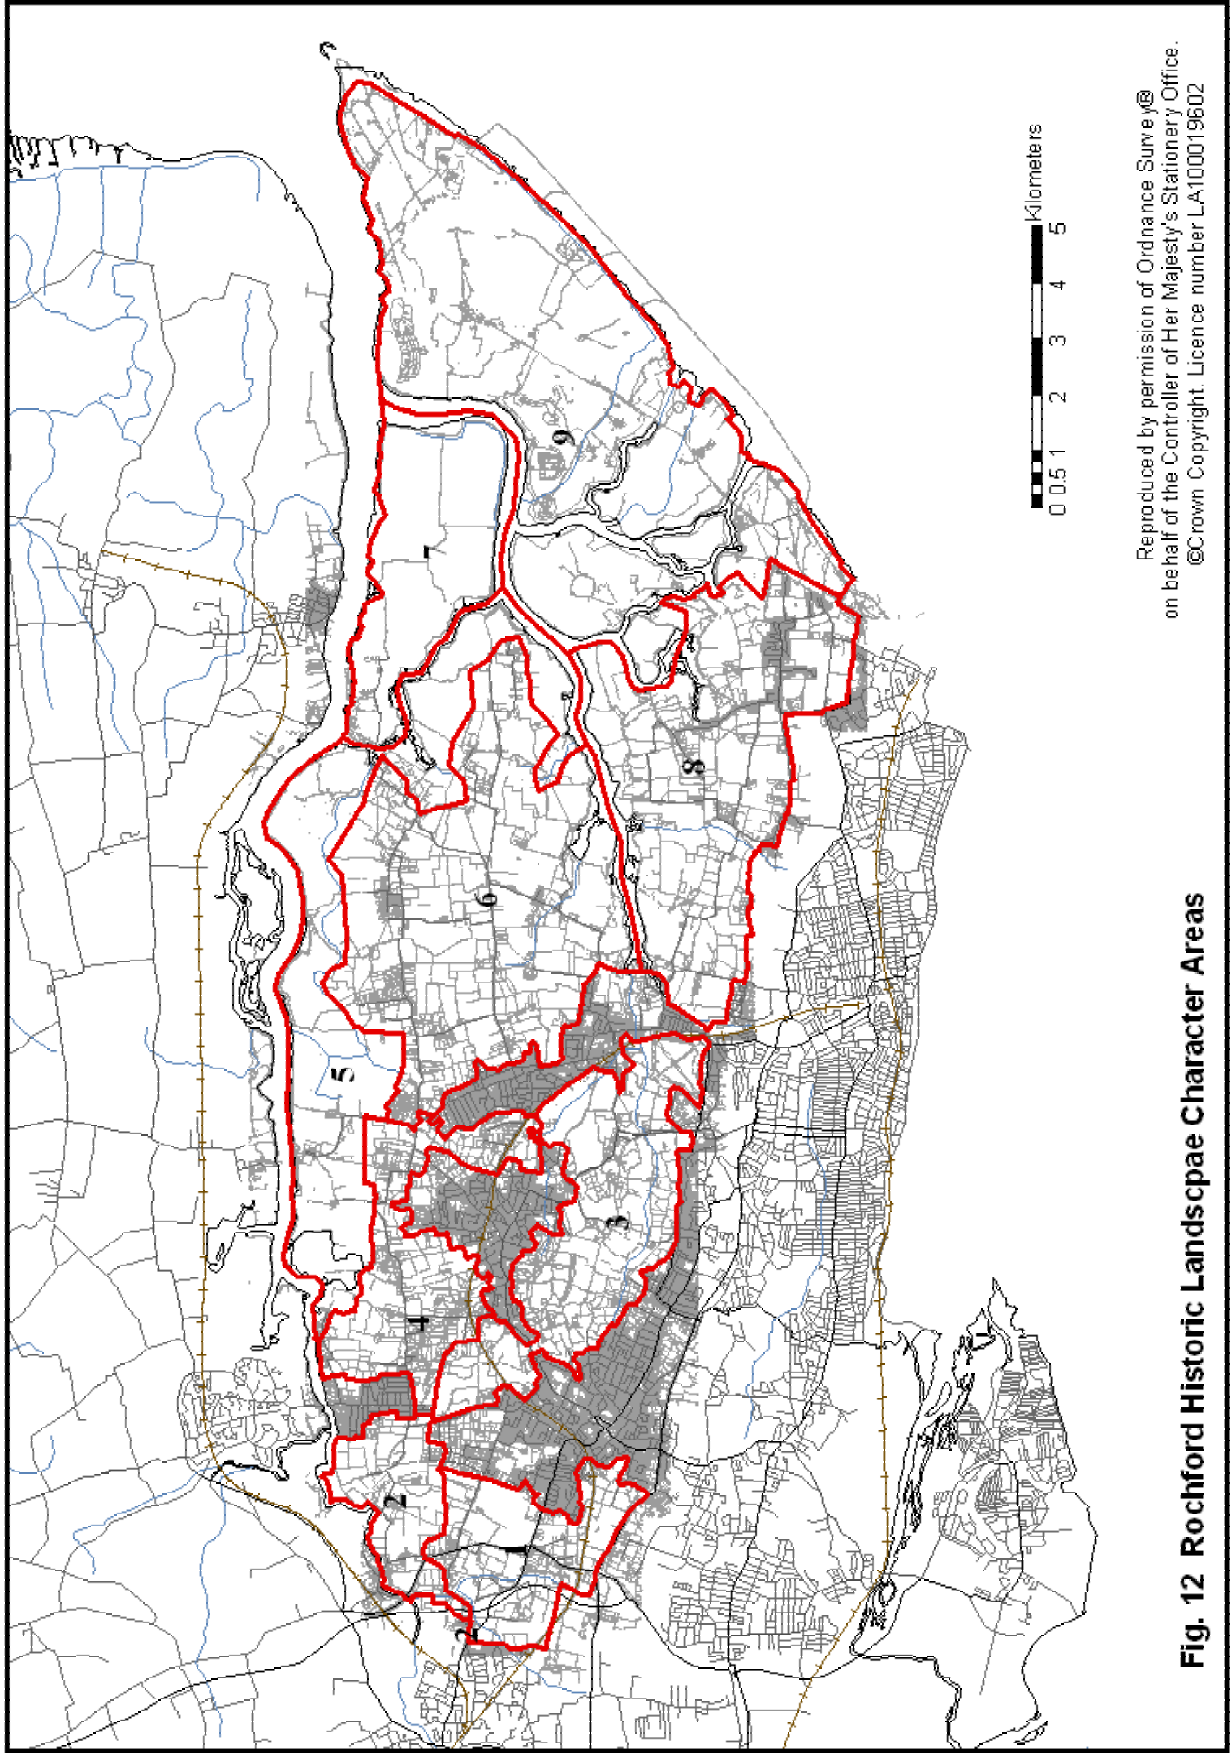 2
2
1
4
3
5
6
7
8
9
0 0.5 1 2 3 4 5
Kilometers
Reproduced by permission of Ordnance Survey®
on behalf of the Controller of Her Majesty's Stationery Office.
©Crown Copyright. Licence number LA100019602
Fig. 12 Rochford Historic Landscpae Character Areas